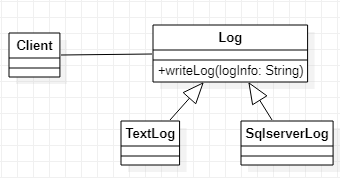 Log
Client
+writeLog(logInfo: String)
TextLog
SqlserverLog